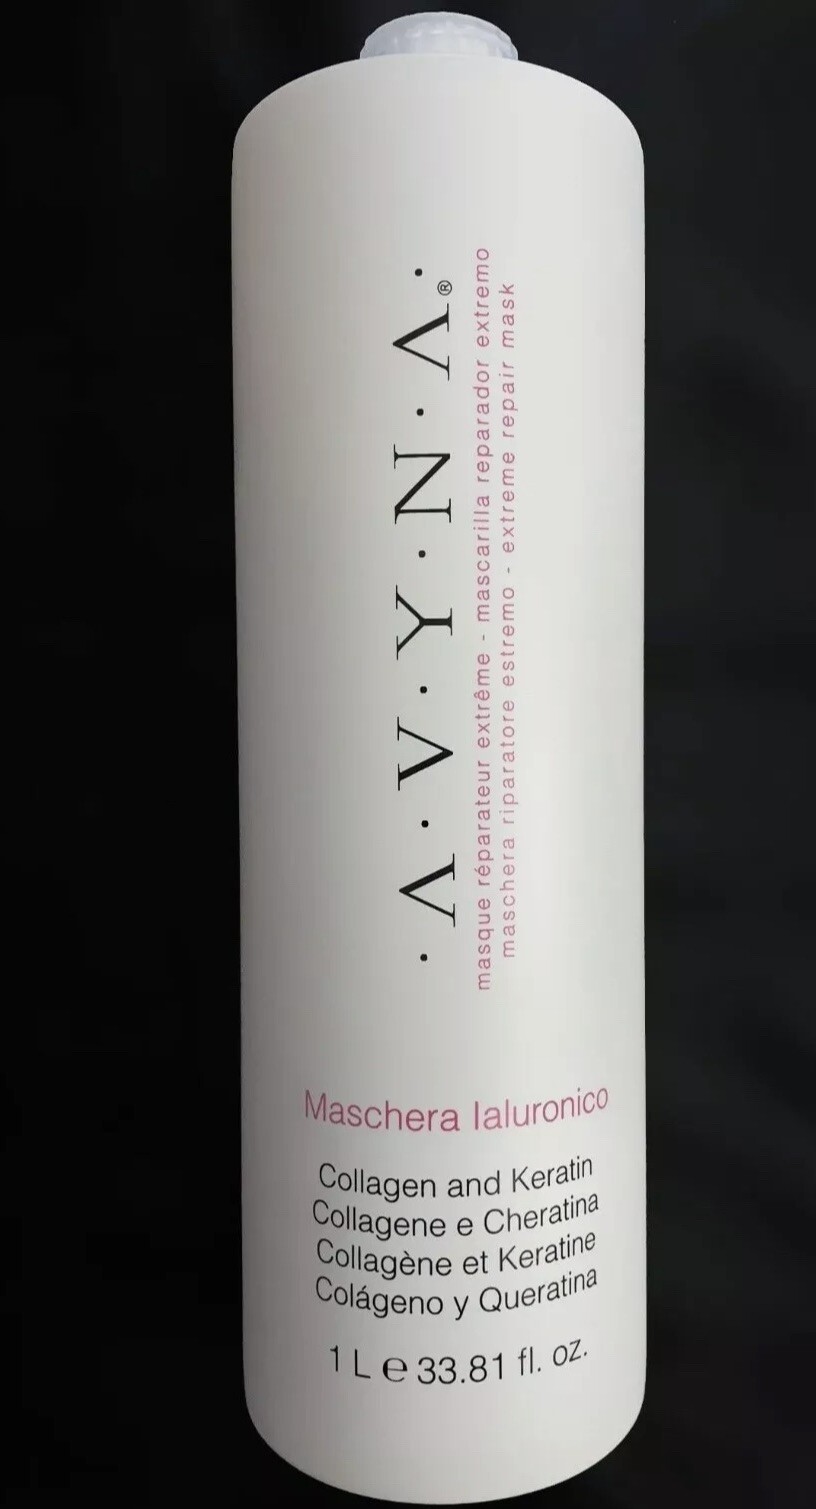 ·Λ·V·Y·N·Λ·®
masque réparateur extrême - mascarilla reparador extremo
maschera riparatore estremo - extreme repair mask
Maschera Ialuronico
Collagen and Keratin
Collagene e Cheratina
Collagène et Keratine
Colágeno y Queratina
1 L ℮ 33.81 fl. oz.